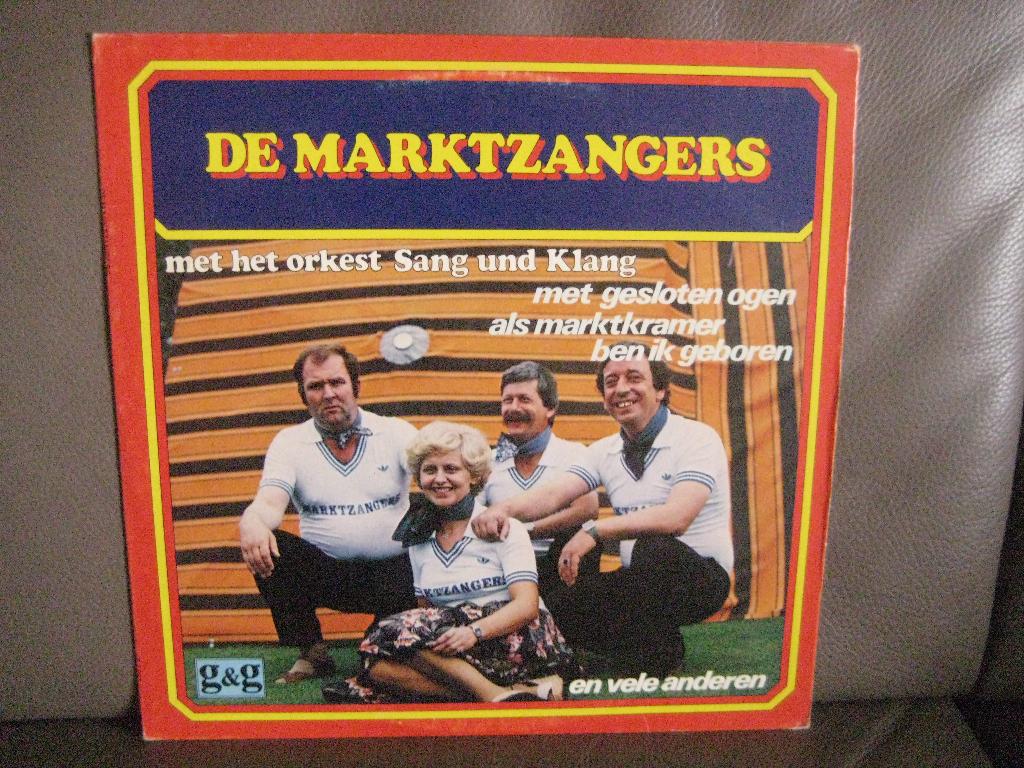 DE MARKTZANGERS
met het orkest Sang und Klang
met gesloten ogen
als marktkramer
ben ik geboren
MARKTZANGERS
KTZANGERS
g&g
en vele anderen